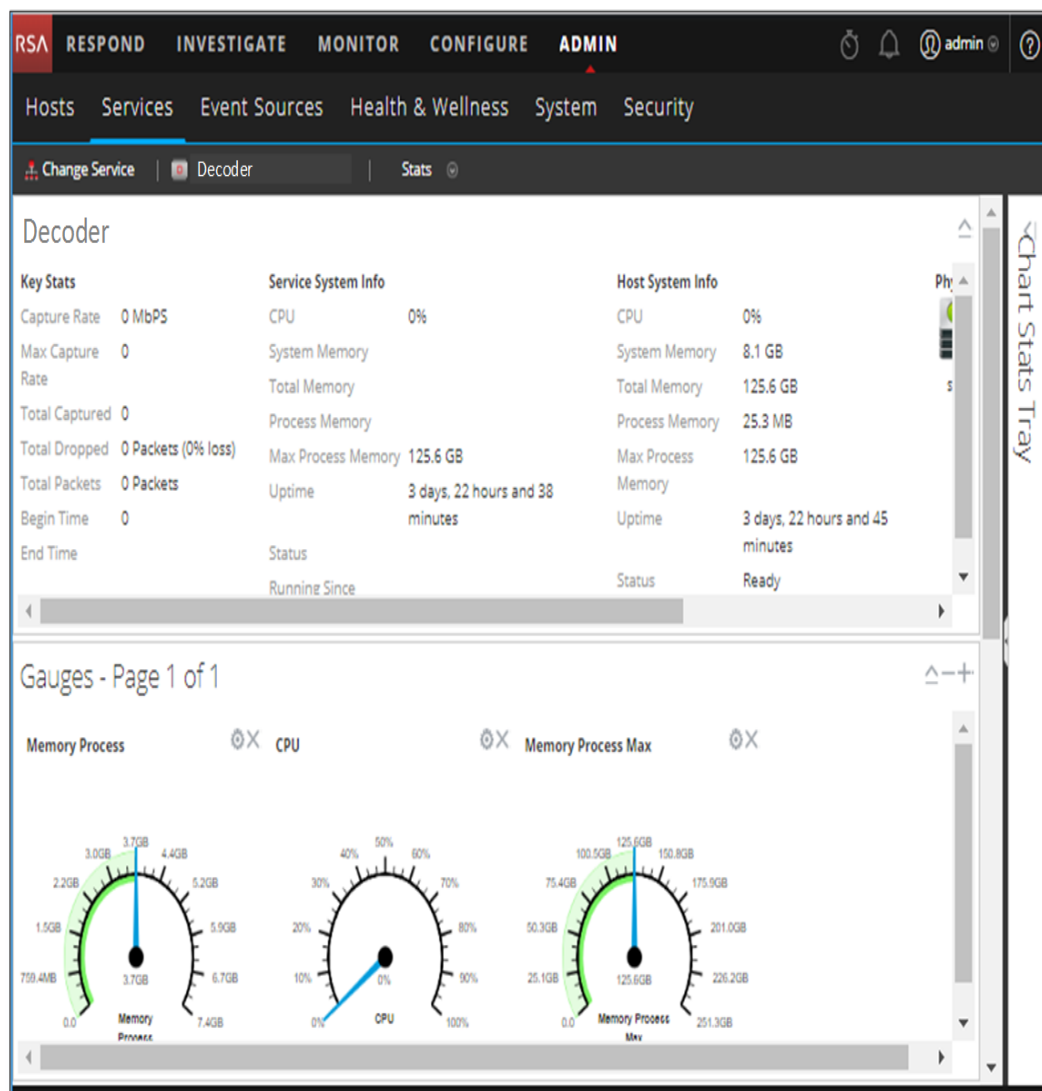 RSA RESPOND INVESTIGATE MONITOR CONFIGURE ADMIN admin
Hosts Services Event Sources Health & Wellness System Security
Change Service Decoder Stats
Decoder
Key Stats
Capture Rate 0 MbPS
Max Capture 0
Rate
Total Captured 0
Total Dropped 0 Packets (0% loss)
Total Packets 0 Packets
Begin Time 0
End Time
Service System Info
CPU 0%
System Memory
Total Memory
Process Memory
Max Process Memory 125.6 GB
Uptime 3 days, 22 hours and 38
minutes
Status
Running Since
Host System Info
CPU 0%
System Memory 8.1 GB
Total Memory 125.6 GB
Process Memory 25.3 MB
Max Process 125.6 GB
Memory
Uptime 3 days, 22 hours and 45
minutes
Status Ready
Phy
s
Chart Stats Tray
Gauges - Page 1 of 1
Memory Process
0.0
759.4MB
1.5GB
2.2GB
3.0GB
3.7GB
4.4GB
5.2GB
5.9GB
6.7GB
7.4GB
3.7GB
Memory
Process
CPU
0%
10%
20%
30%
40%
50%
60%
70%
80%
90%
100%
0%
CPU
Memory Process Max
0.0
25.1GB
50.3GB
75.4GB
100.5GB
125.6GB
150.8GB
175.9GB
201.0GB
226.2GB
251.3GB
125.6GB
Memory Process
Max